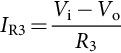 I_R3 = (V_i − V_o) / R_3